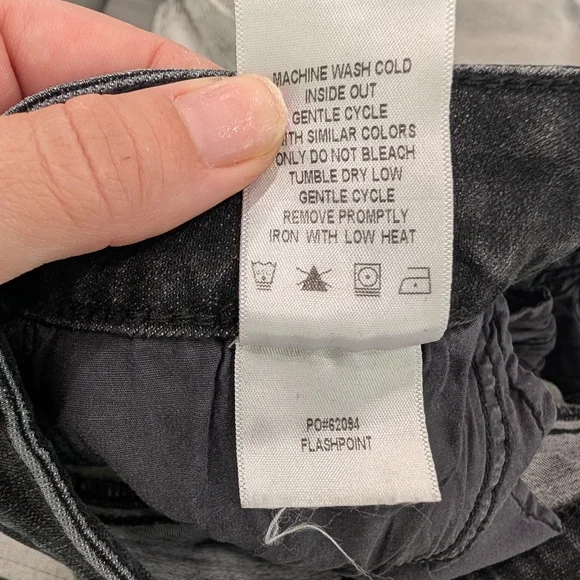 MACHINE WASH COLD
INSIDE OUT
GENTLE CYCLE
WITH SIMILAR COLORS
ONLY DO NOT BLEACH
TUMBLE DRY LOW
GENTLE CYCLE
REMOVE PROMPTLY
IRON WITH LOW HEAT
PO#62094
FLASHPOINT